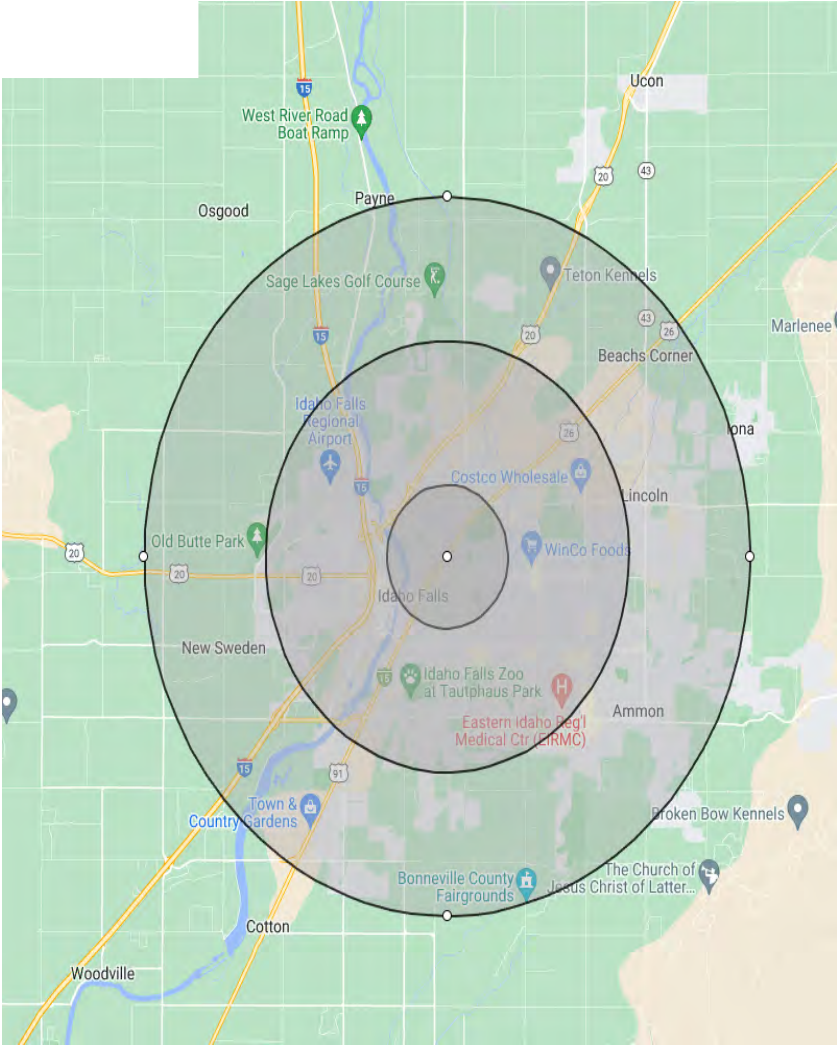 Ucon
15
West River Road
Boat Ramp
20
43
Payne
Osgood
Sage Lakes Golf Course
Teton Kennels
43
26
Marlenee
15
20
Beachs Corner
Idaho Falls
Regional
Airport
26
Iona
Costco Wholesale
15
Lincoln
Old Butte Park
WinCo Foods
20
20
20
Idaho Falls
New Sweden
15
Idaho Falls Zoo
at Tautphaus Park
Ammon
Eastern Idaho Reg'l
Medical Ctr (EIRMC)
15
91
Town &
Country Gardens
Broken Bow Kennels
Bonneville County
Fairgrounds
The Church of
Jesus Christ of Latter...
Cotton
Woodville